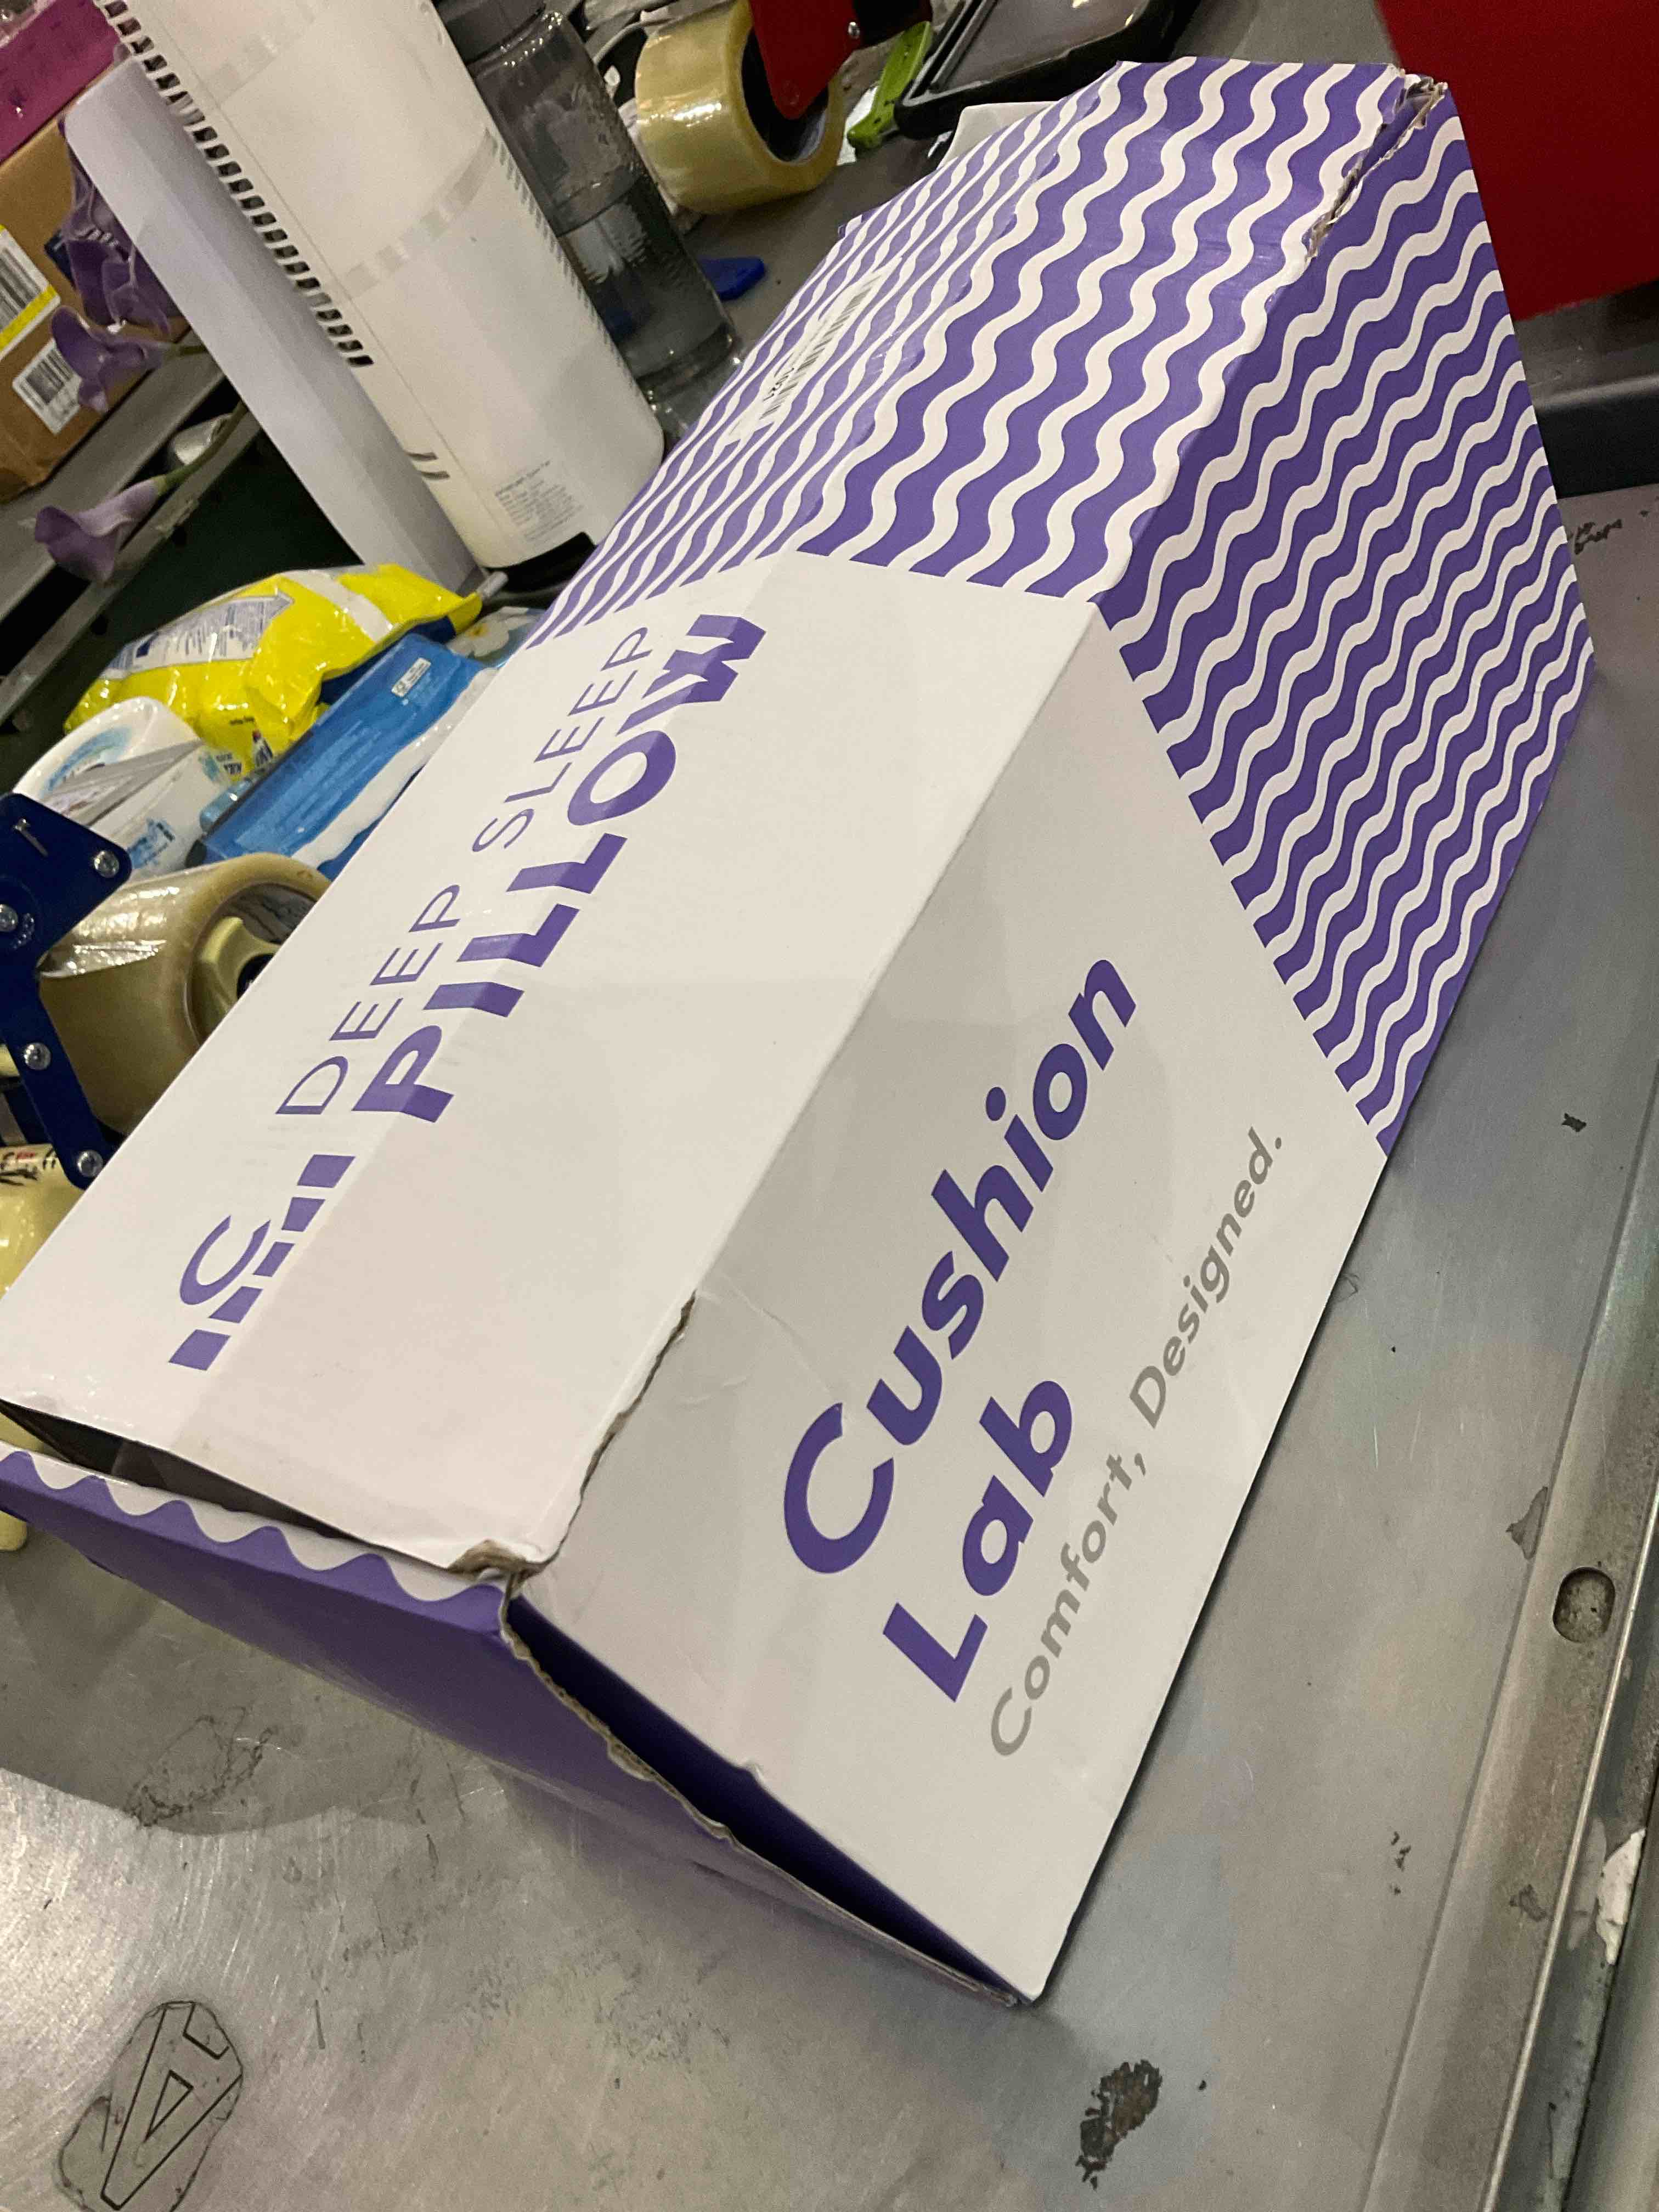 DEEP SLEEP
PILLOW
Cushion
Lab
Comfort, Designed.